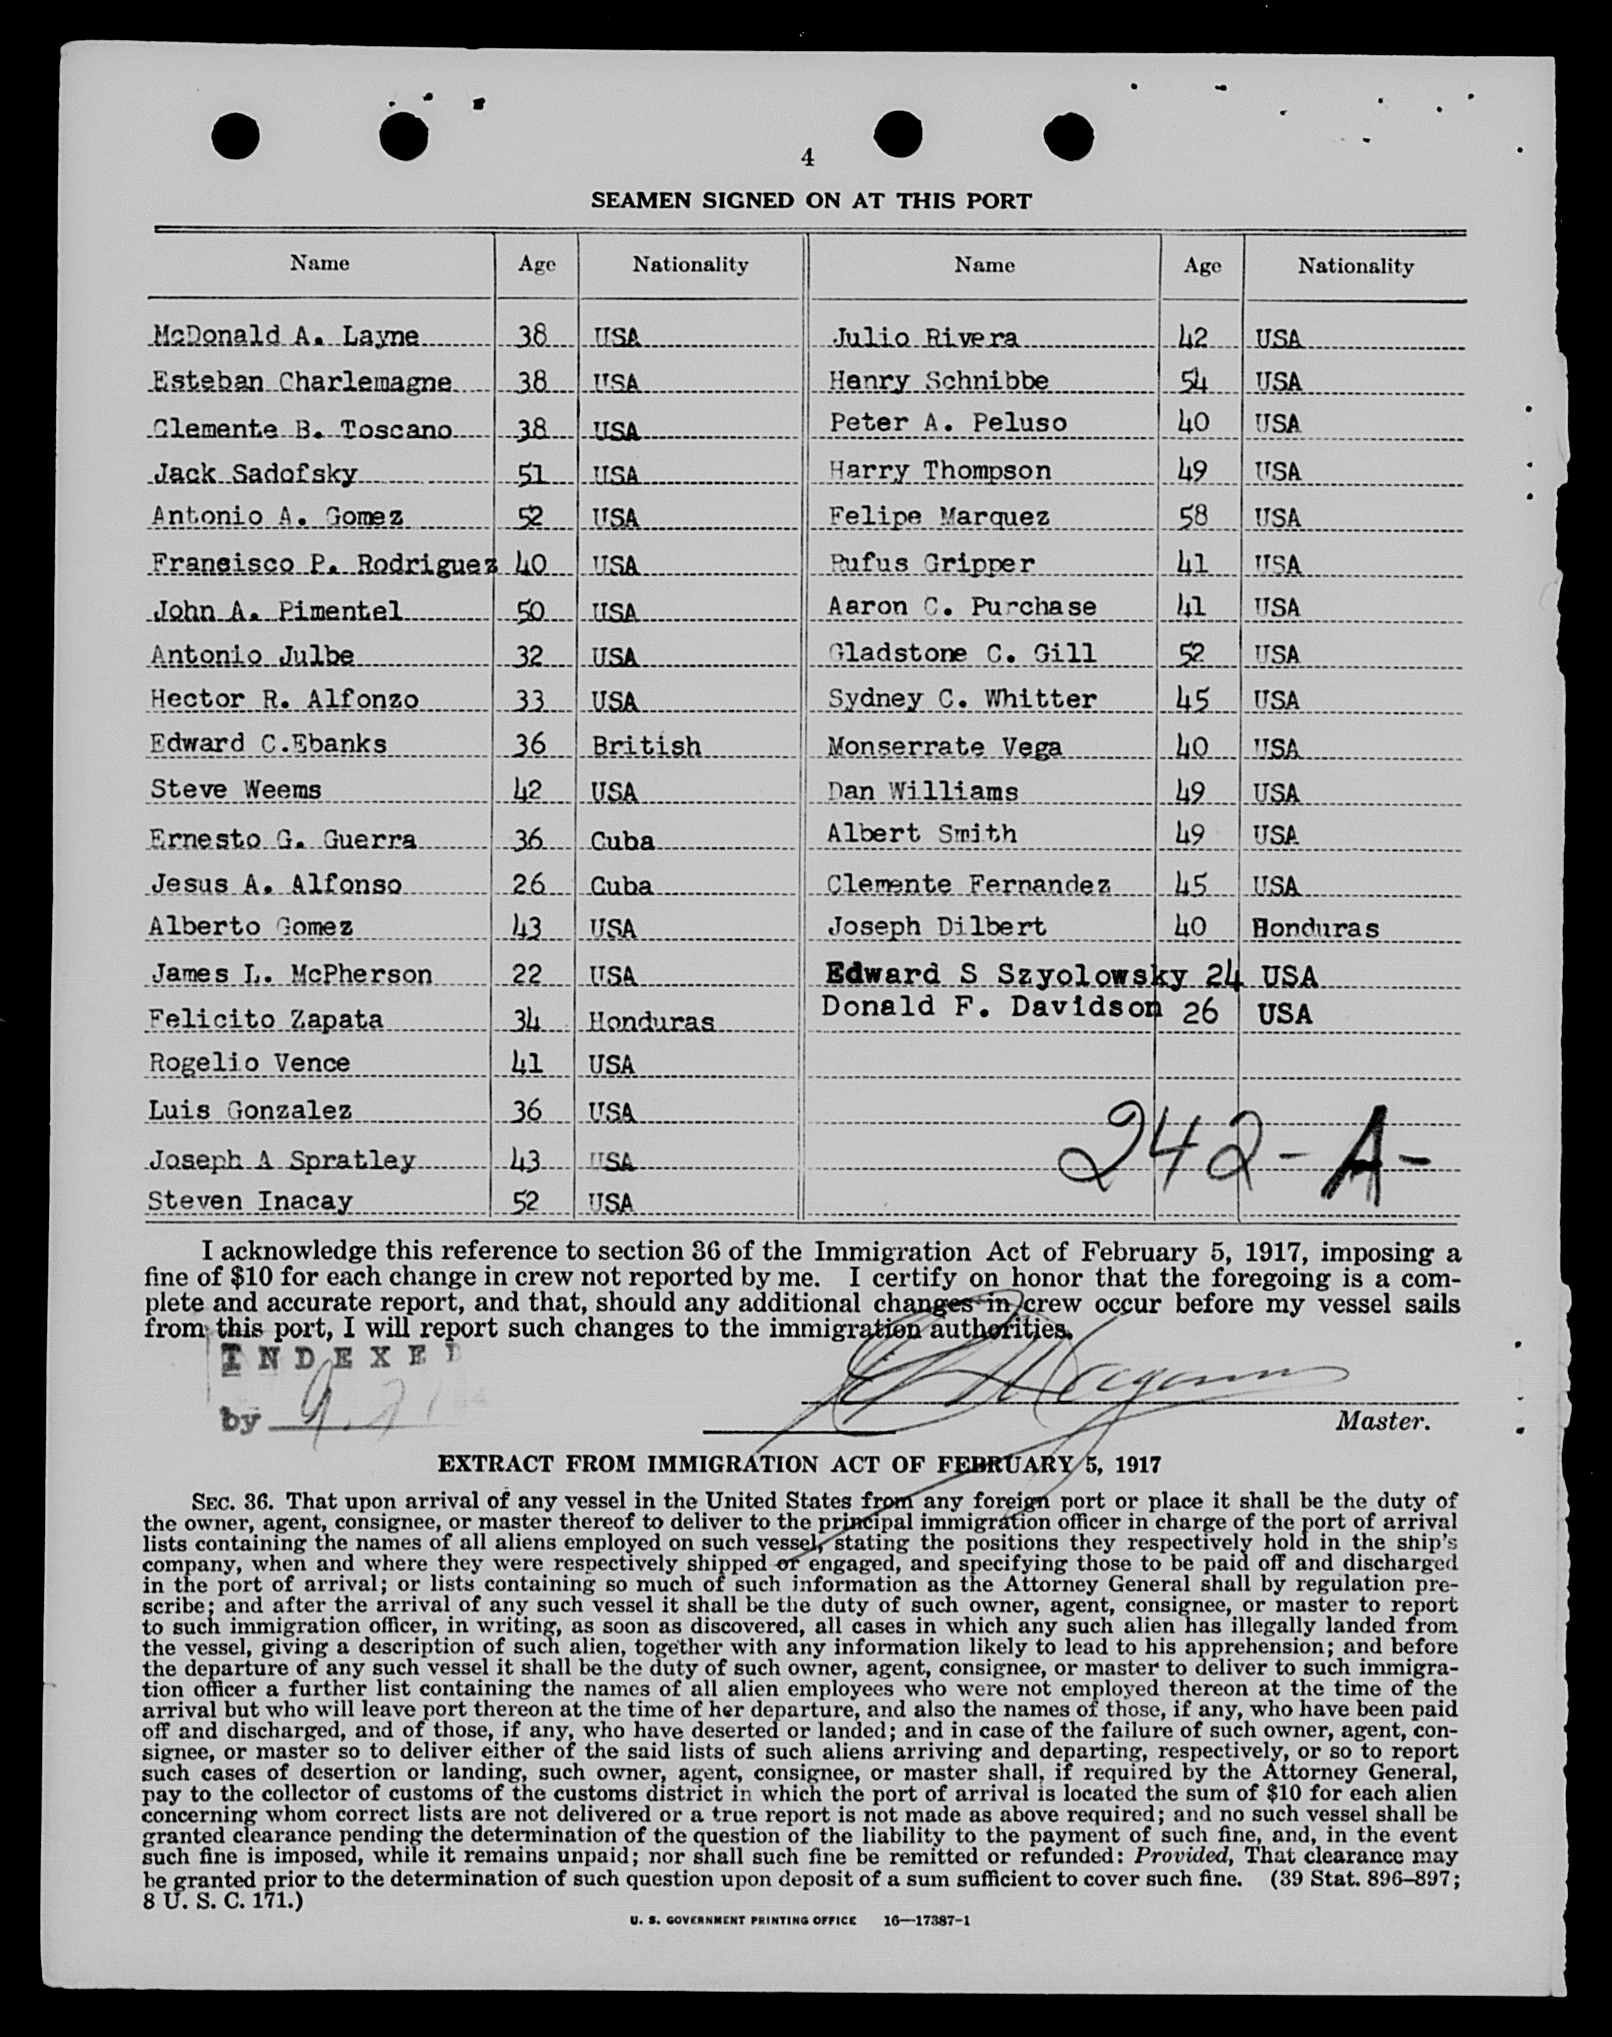 4
SEAMEN SIGNED ON AT THIS PORT
Name Age Nationality Name Age Nationality
McDonald A. Layne 38 USA Julio Rivera 42 USA
Esteban Charlemagne 38 USA Henry Schnibbe 54 USA
Clemente B. Toscano 38 USA Peter A. Peluso 40 USA
Jack Sadofsky 51 USA Harry Thompson 49 USA
Antonio A. Gomez 52 USA Felipe Marquez 58 USA
Francisco P. Rodriguez 40 USA Rufus Gripper 41 USA
John A. Pimentel 50 USA Aaron C. Purchase 41 USA
Antonio Julbe 32 USA Gladstone C. Gill 52 USA
Hector R. Alfonzo 33 USA Sydney C. Whitter 45 USA
Edward C.Ebanks 36 British Monserrate Vega 40 USA
Steve Weems 42 USA Dan Williams 49 USA
Ernesto G. Guerra 36 Cuba Albert Smith 49 USA
Jesus A. Alfonso 26 Cuba Clemente Fernandez 45 USA
Alberto Gomez 43 USA Joseph Dilbert 40 Honduras
James L. McPherson 22 USA Edward S Szyolowsky 24 USA
Felicito Zapata 34 Honduras Donald F. Davidson 26 USA
Rogelio Vence 41 USA
Luis Gonzalez 36 USA
Joseph A Spratley 43 USA
Steven Inacay 52 USA
242-A-
I acknowledge this reference to section 36 of the Immigration Act of February 5, 1917, imposing a
fine of $10 for each change in crew not reported by me. I certify on honor that the foregoing is a com-
plete and accurate report, and that, should any additional changes in crew occur before my vessel sails
from this port, I will report such changes to the immigration authorities.
INDEXED
by
Master.
EXTRACT FROM IMMIGRATION ACT OF FEBRUARY 5, 1917
SEC. 36. That upon arrival of any vessel in the United States from any foreign port or place it shall be the duty of
the owner, agent, consignee, or master thereof to deliver to the principal immigration officer in charge of the port of arrival
lists containing the names of all aliens employed on such vessel, stating the positions they respectively hold in the ship's
company, when and where they were respectively shipped or engaged, and specifying those to be paid off and discharged
in the port of arrival; or lists containing so much of such information as the Attorney General shall by regulation pre-
scribe; and after the arrival of any such vessel it shall be the duty of such owner, agent, consignee, or master to report
to such immigration officer, in writing, as soon as discovered, all cases in which any such alien has illegally landed from
the vessel, giving a description of such alien, together with any information likely to lead to his apprehension; and before
the departure of any such vessel it shall be the duty of such owner, agent, consignee, or master to deliver to such immigra-
tion officer a further list containing the names of all alien employees who were not employed thereon at the time of the
arrival but who will leave port thereon at the time of her departure, and also the names of those, if any, who have been paid
off and discharged, and of those, if any, who have deserted or landed; and in case of the failure of such owner, agent, con-
signee, or master so to deliver either of the said lists of such aliens arriving and departing, respectively, or so to report
such cases of desertion or landing, such owner, agent, consignee, or master shall, if required by the Attorney General,
pay to the collector of customs of the customs district in which the port of arrival is located the sum of $10 for each alien
concerning whom correct lists are not delivered or a true report is not made as above required; and no such vessel shall be
granted clearance pending the determination of the question of the liability to the payment of such fine, and, in the event
such fine is imposed, while it remains unpaid; nor shall such fine be remitted or refunded: Provided, That clearance may
be granted prior to the determination of such question upon deposit of a sum sufficient to cover such fine. (39 Stat. 896–897;
8 U. S. C. 171.)
U. S. GOVERNMENT PRINTING OFFICE 16—17387-1